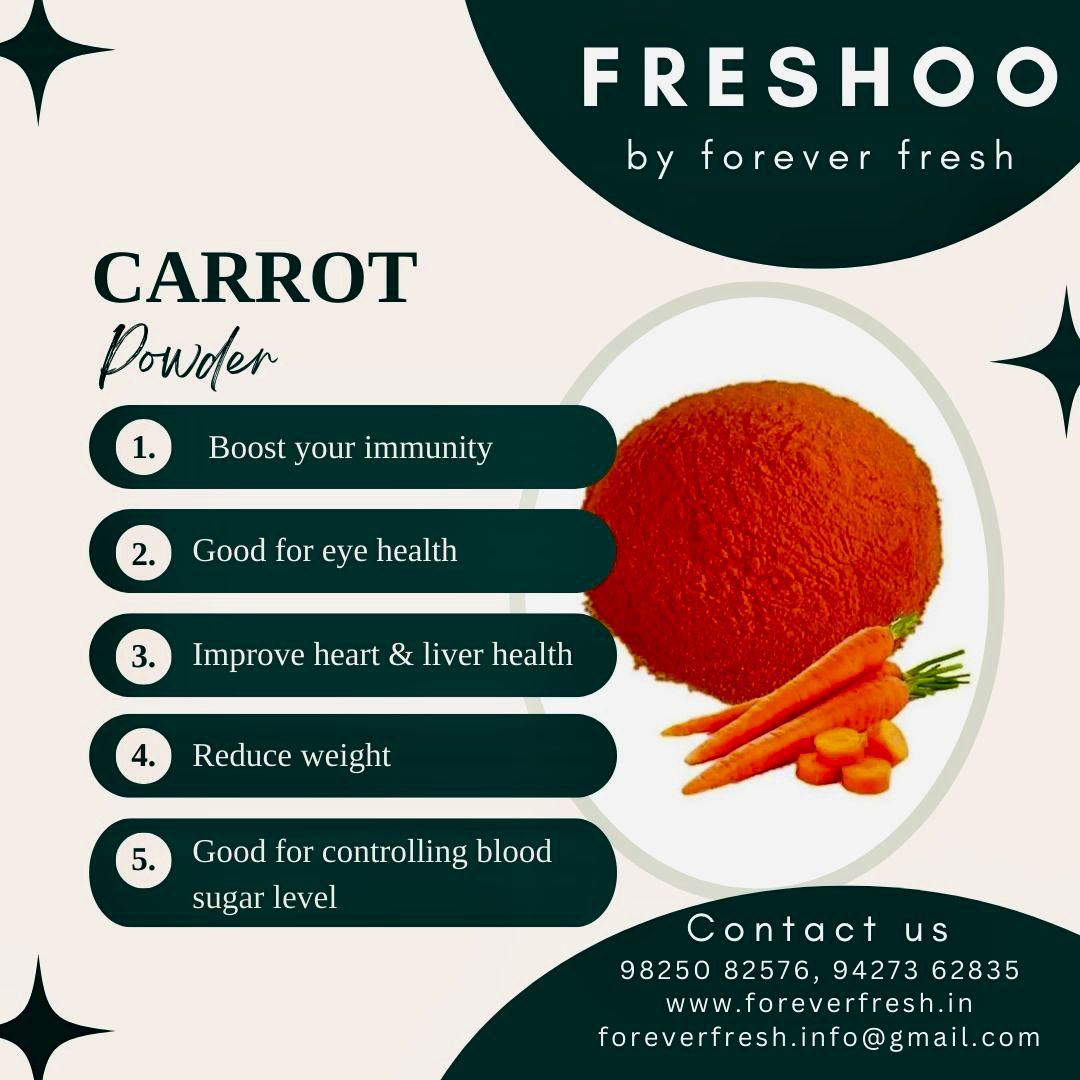 FRESHOO
by forever fresh
CARROT
Powder
1. Boost your immunity
2. Good for eye health
3. Improve heart & liver health
4. Reduce weight
5. Good for controlling blood
sugar level
Contact us
98250 82576, 94273 62835
www.foreverfresh.in
foreverfresh.info@gmail.com